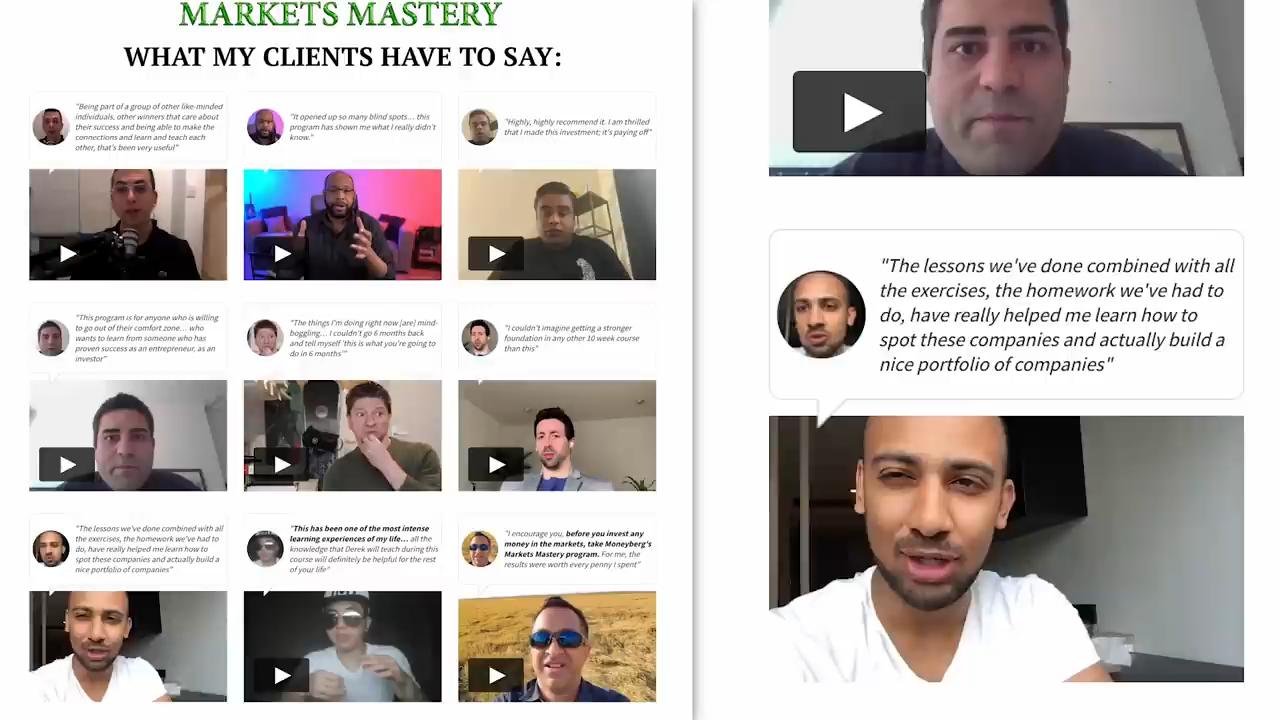 MARKETS MASTERY
WHAT MY CLIENTS HAVE TO SAY:
"Being part of a group of other like-minded
individuals, other winners that care about
their success and being able to make the
connections and learn and teach each
other, that's been very useful"
"It opened up so many blind spots... this
program has shown me what I really didn't
know."
"Highly, highly recommend it. I am thrilled
that I made this investment; it's paying off"
"This program is for anyone who is willing
to go out of their comfort zone... who
wants to learn from someone who has
proven success as an entrepreneur, as an
investor"
"The things I'm doing right now [are] mind-
boggling... I couldn't go 6 months back
and tell myself 'this is what you're going to
do in 6 months'"
"I couldn't imagine getting a stronger
foundation in any other 10 week course
than this"
"The lessons we've done combined with all
the exercises, the homework we've had to
do, have really helped me learn how to
spot these companies and actually build a
nice portfolio of companies"
"This has been one of the most intense
learning experiences of my life... all the
knowledge that Derek will teach during this
course will definitely be helpful for the rest
of your life"
"I encourage you, before you invest any
money in the markets, take Moneyberg's
Markets Mastery program. For me, the
results were worth every penny I spent"
"The lessons we've done combined with all
the exercises, the homework we've had to
do, have really helped me learn how to
spot these companies and actually build a
nice portfolio of companies"